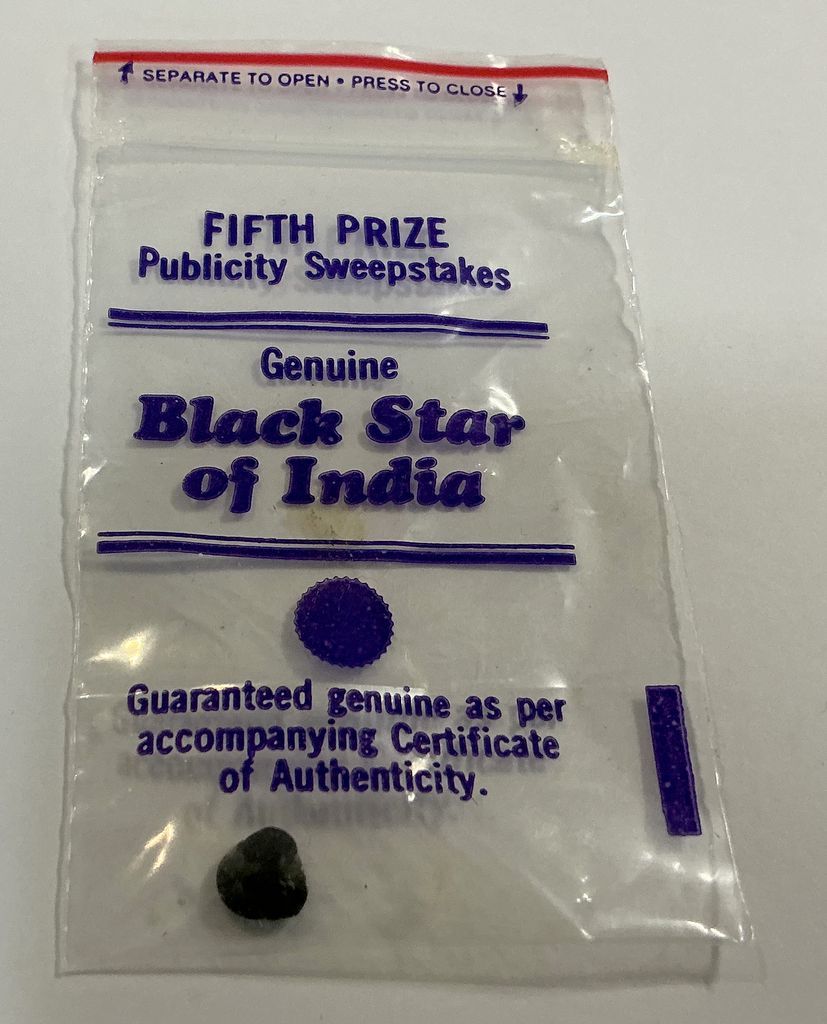 ↑ SEPARATE TO OPEN • PRESS TO CLOSE ↓
FIFTH PRIZE
Publicity Sweepstakes
Genuine
Black Star
of India
Guaranteed genuine as per
accompanying Certificate
of Authenticity.